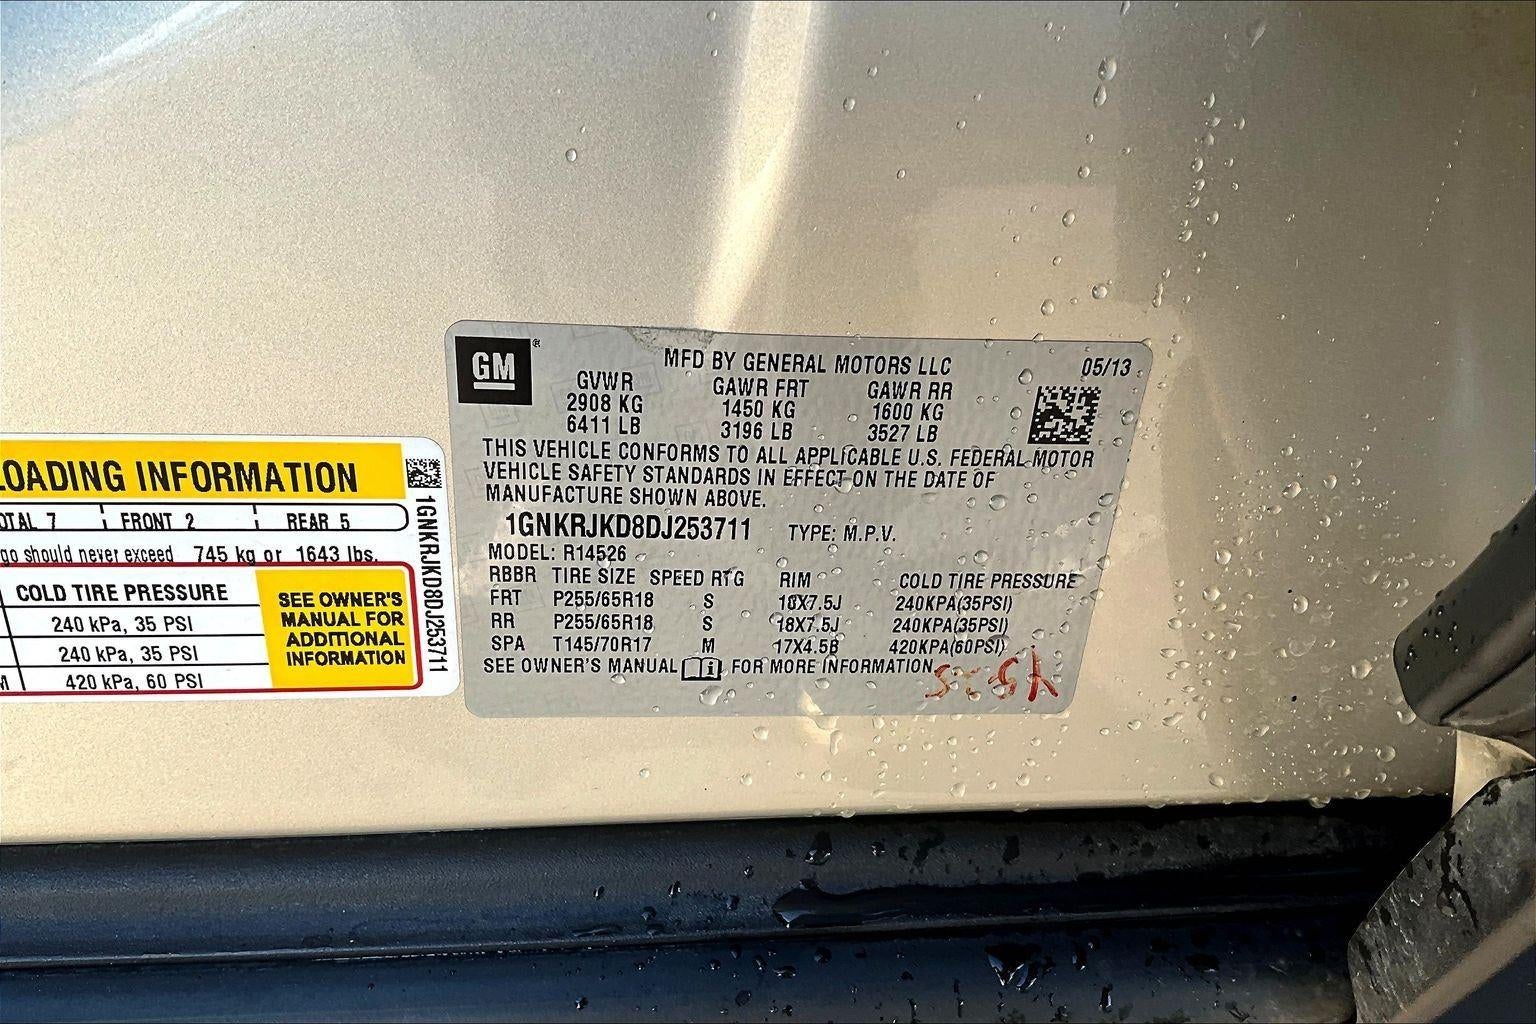 GM ®
MFD BY GENERAL MOTORS LLC 05/13
GVWR GAWR FRT GAWR RR
2908 KG 1450 KG 1600 KG
6411 LB 3196 LB 3527 LB
THIS VEHICLE CONFORMS TO ALL APPLICABLE U.S. FEDERAL MOTOR
VEHICLE SAFETY STANDARDS IN EFFECT ON THE DATE OF
MANUFACTURE SHOWN ABOVE.
1GNKRJKD8DJ253711 TYPE: M.P.V.
MODEL: R14526
RBBR TIRE SIZE SPEED RTG RIM COLD TIRE PRESSURE
FRT P255/65R18 S 18X7.5J 240KPA(35PSI)
RR P255/65R18 S 18X7.5J 240KPA(35PSI)
SPA T145/70R17 M 17X4.5B 420KPA(60PSI)
SEE OWNER'S MANUAL FOR MORE INFORMATION
LOADING INFORMATION
OTAL 7 FRONT 2 REAR 5
go should never exceed 745 kg or 1643 lbs.
COLD TIRE PRESSURE
240 kPa, 35 PSI
240 kPa, 35 PSI
M 420 kPa, 60 PSI
SEE OWNER'S
MANUAL FOR
ADDITIONAL
INFORMATION
1GNKRJKD8DJ253711